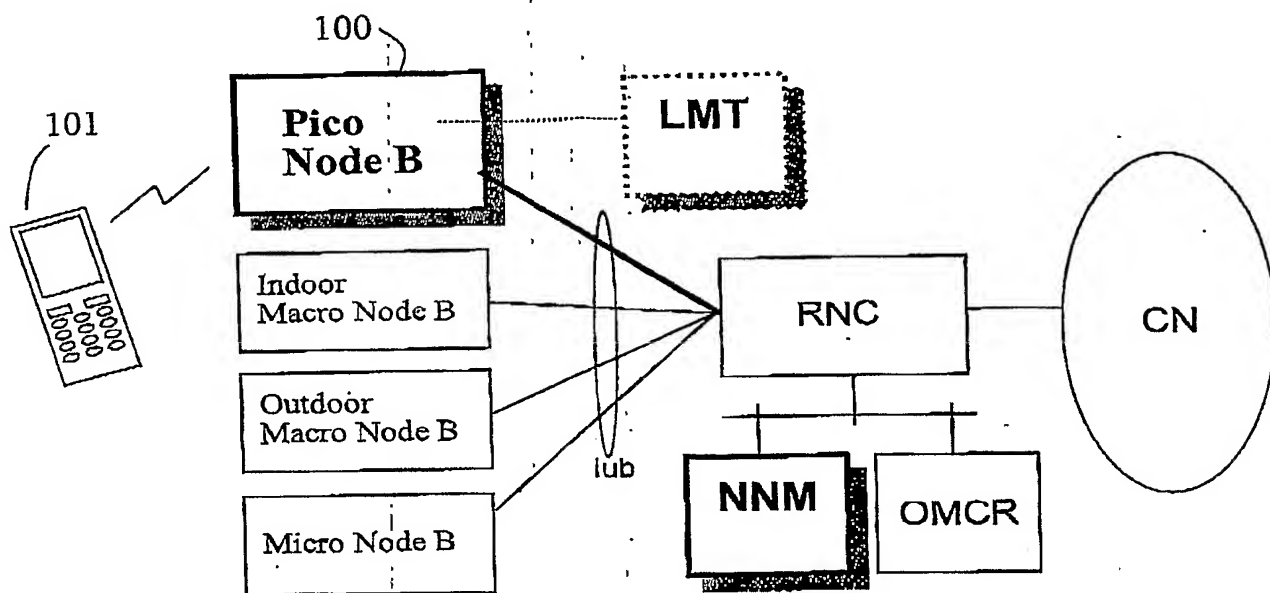 100
101
Pico
Node B
LMT
Indoor
Macro Node B
RNC
CN
Outdoor
Macro Node B
Iub
NNM
OMCR
Micro Node B